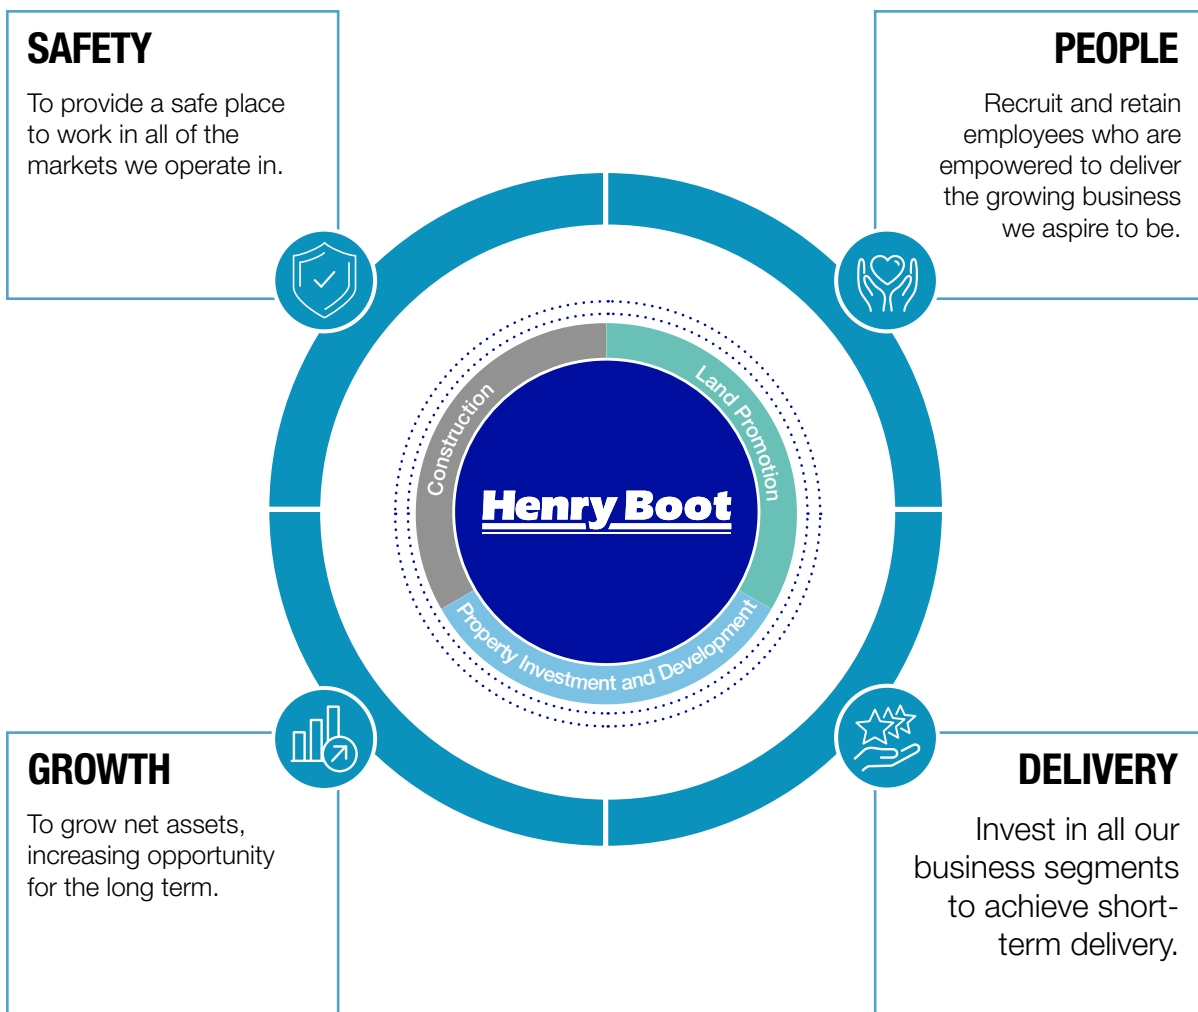 SAFETY
To provide a safe place
to work in all of the
markets we operate in.
PEOPLE
Recruit and retain
employees who are
empowered to deliver
the growing business
we aspire to be.
Construction
Land Promotion
Henry Boot
Property Investment and Development
GROWTH
To grow net assets,
increasing opportunity
for the long term.
DELIVERY
Invest in all our
business segments
to achieve short-
term delivery.